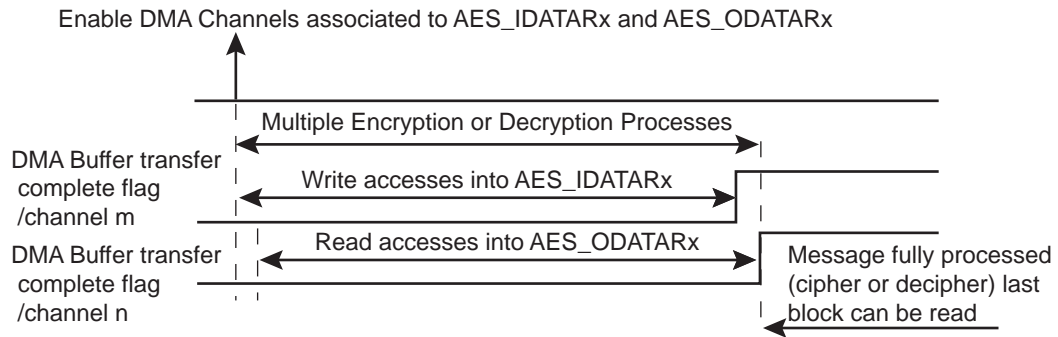 Enable DMA Channels associated to AES_IDATARx and AES_ODATARx
Multiple Encryption or Decryption Processes
DMA Buffer transfer
complete flag
/channel m
Write accesses into AES_IDATARx
DMA Buffer transfer
complete flag
/channel n
Read accesses into AES_ODATARx
Message fully processed
(cipher or decipher) last
block can be read